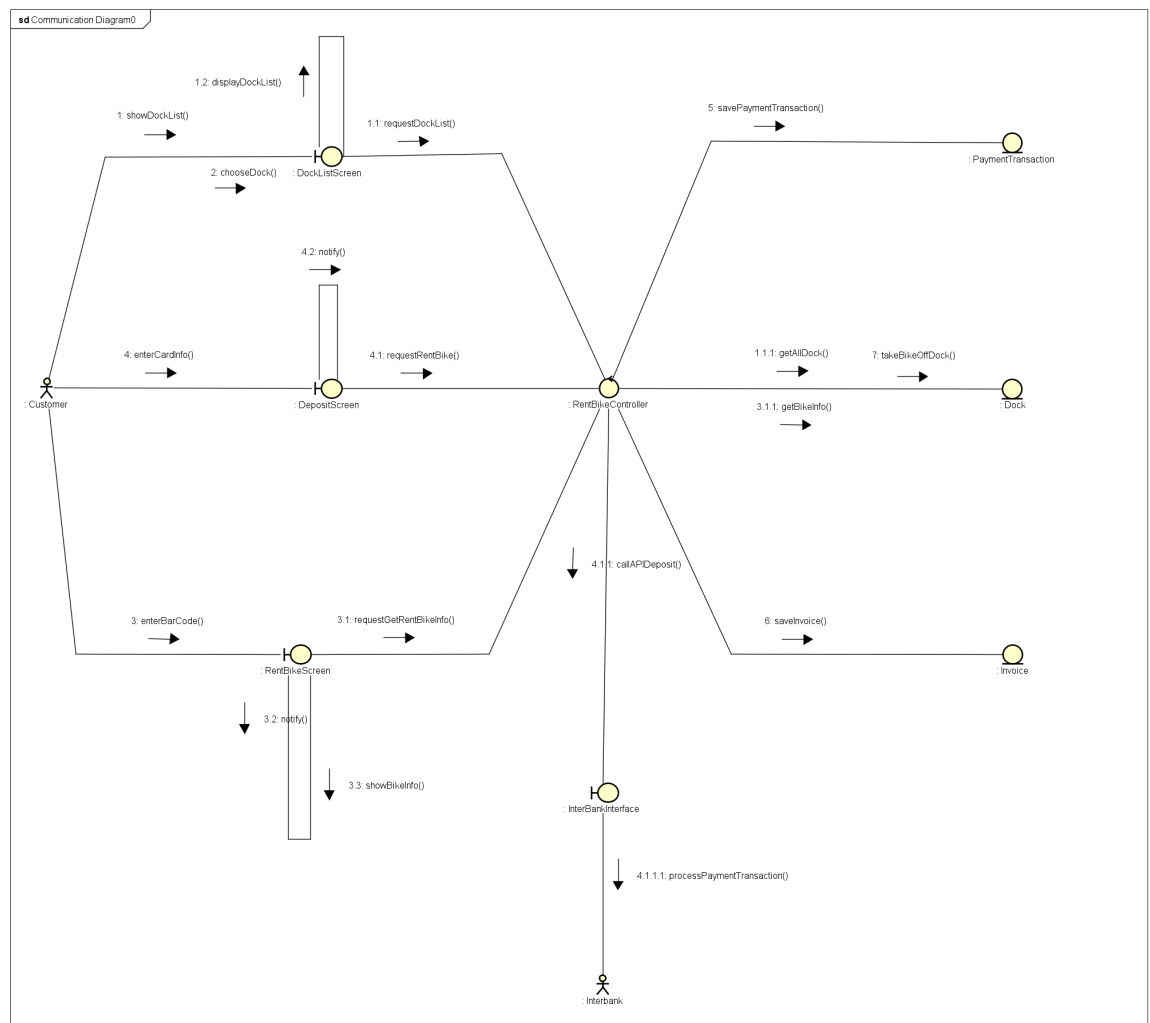 sd Communication Diagram0
1.2: displayDockList()
1: showDockList()
1.1: requestDockList()
5: savePaymentTransaction()
: PaymentTransaction
2: chooseDock()
: DockListScreen
4.2: notify()
4: enterCardInfo()
4.1: requestRentBike()
1.1.1: getAllDock()
7: takeBikeOffDock()
: Customer
: DepositScreen
: RentBikeController
3.1.1: getBikeInfo()
: Dock
4.1.1: callAPIDeposit()
3: enterBarCode()
3.1: requestGetRentBikeInfo()
6: saveInvoice()
: RentBikeScreen
: Invoice
3.2: notify()
3.3: showBikeInfo()
: InterBankInterface
4.1.1.1: processPaymentTransaction()
: Interbank